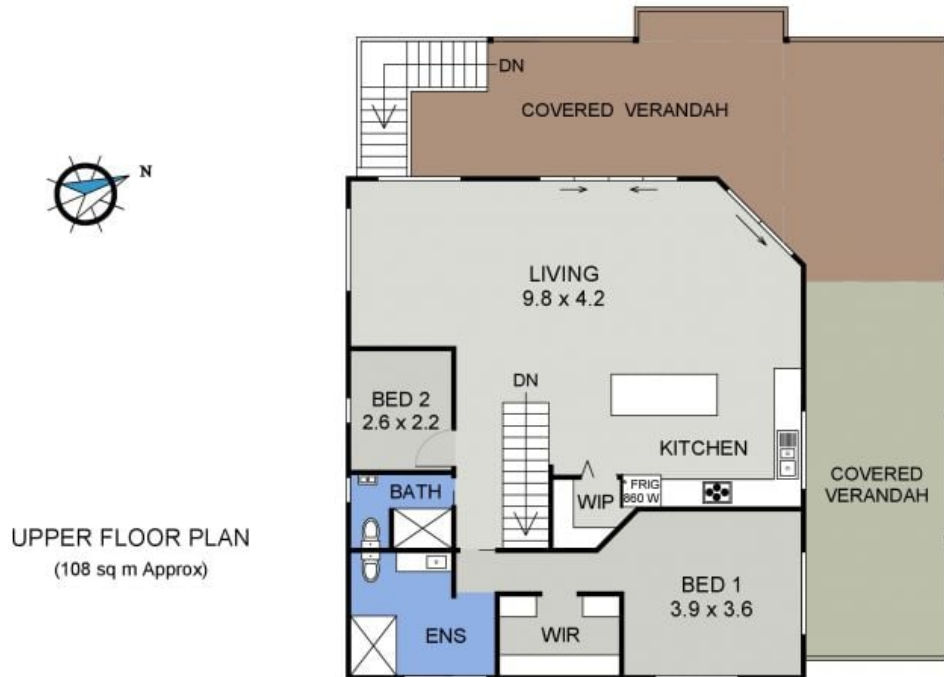 DN
COVERED VERANDAH
N
LIVING
9.8 x 4.2
DN
BED 2
2.6 x 2.2
KITCHEN
BATH
WIP
* FRIG
860 W
COVERED
VERANDAH
UPPER FLOOR PLAN
(108 sq m Approx)
BED 1
3.9 x 3.6
ENS
WIR